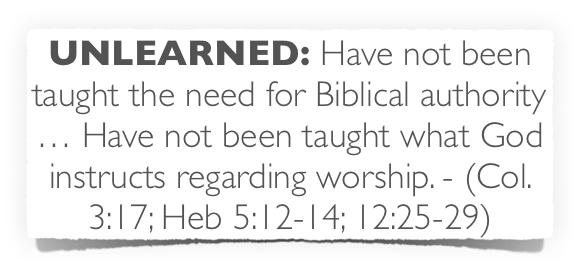 UNLEARNED: Have not been
taught the need for Biblical authority
… Have not been taught what God
instructs regarding worship. - (Col.
3:17; Heb 5:12-14; 12:25-29)